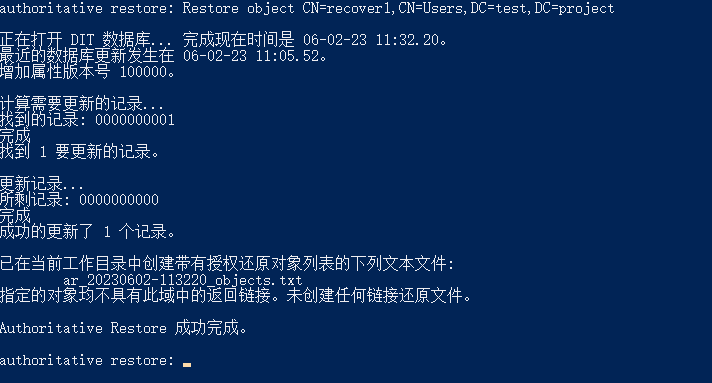 authoritative restore: Restore object CN=recover1,CN=Users,DC=test,DC=project
正在打开 DIT 数据库... 完成现在时间是 06-02-23 11:32.20。
最近的数据库更新发生在 06-02-23 11:05.52。
增加属性版本号 100000。
计算需要更新的记录...
找到的记录: 0000000001
完成
找到 1 要更新的记录。
更新记录...
所剩记录: 0000000000
完成
成功的更新了 1 个记录。
已在当前工作目录中创建带有授权还原对象列表的下列文本文件:
ar_20230602-113220_objects.txt
指定的对象均不具有此域中的返回链接。未创建任何链接还原文件。
Authoritative Restore 成功完成。
authoritative restore: